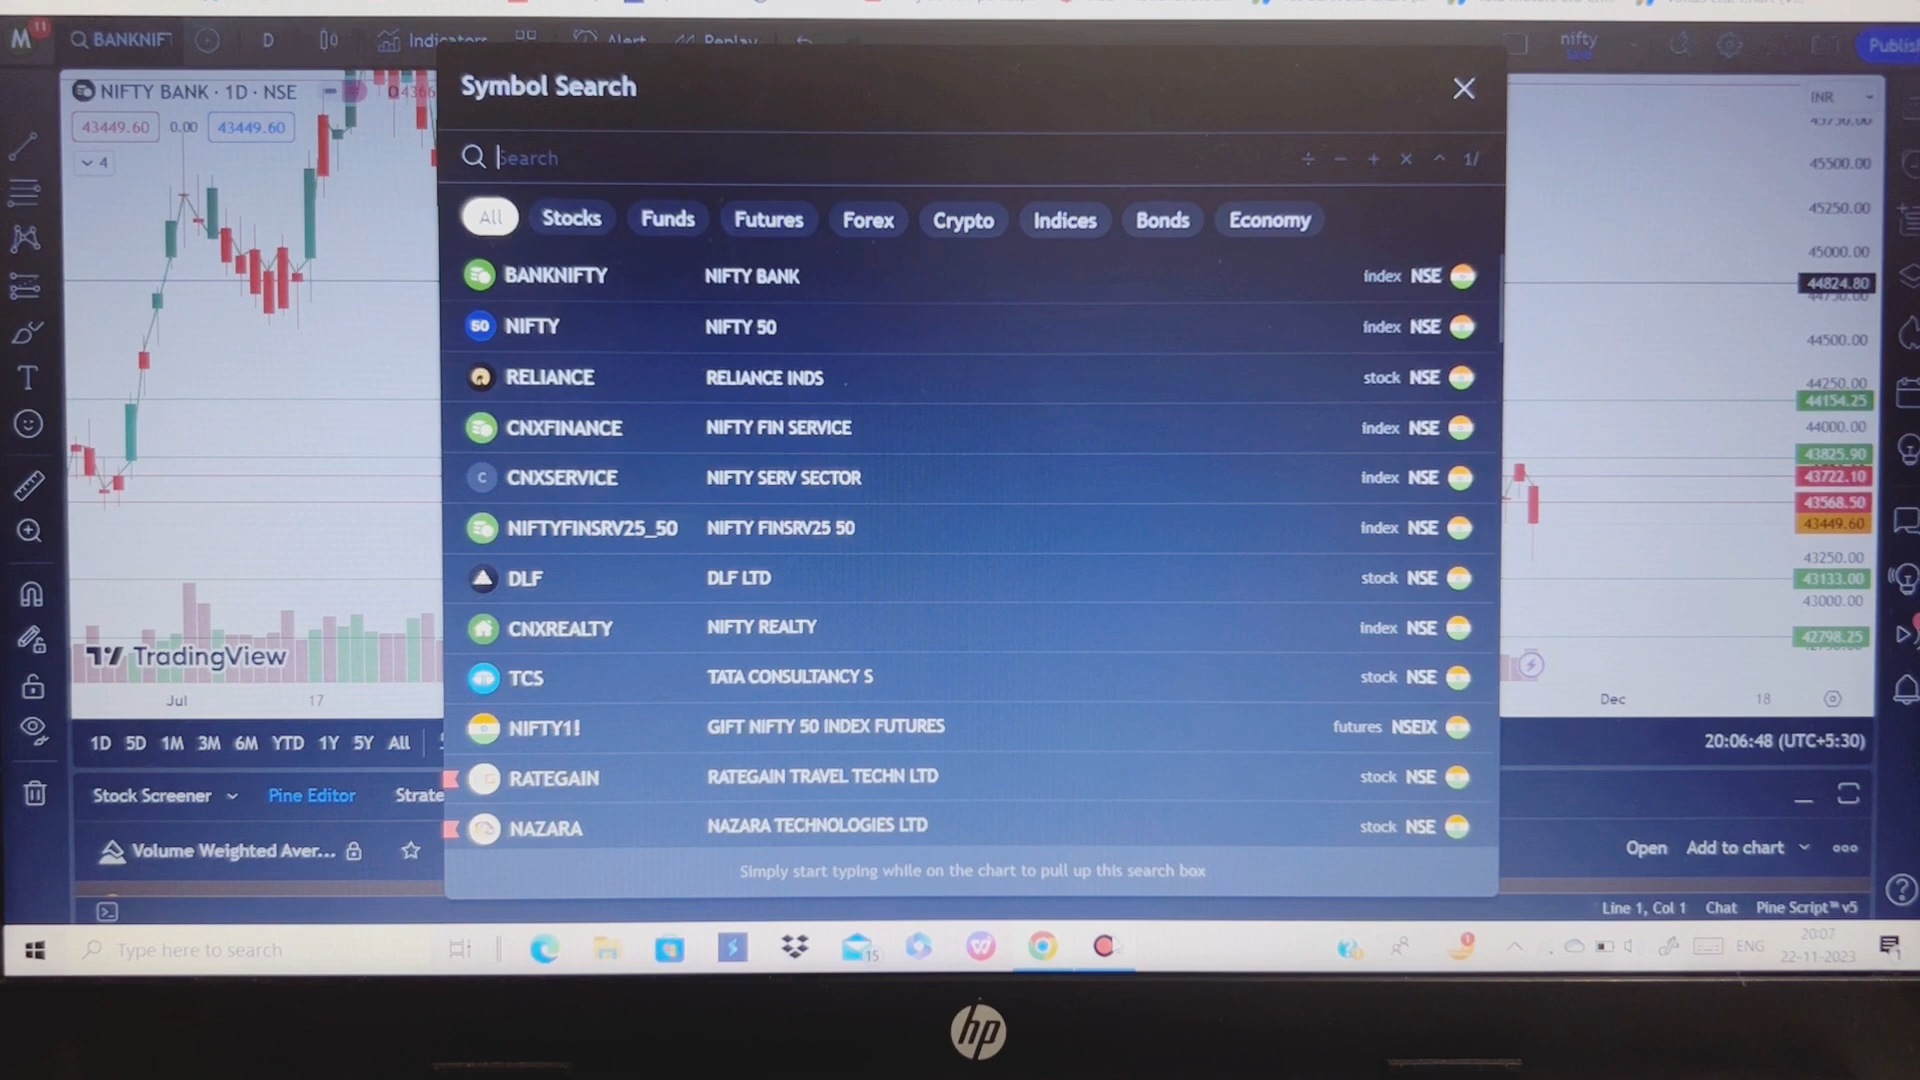 M 11 BANKNIF D Indicators Alert Replay nifty Save Publish
NIFTY BANK · 1D · NSE
INR
43449.60 0.00 43449.60
4
Symbol Search
Search
÷ − + × ^ 1/
All Stocks Funds Futures Forex Crypto Indices Bonds Economy
BANKNIFTY NIFTY BANK index NSE
50 NIFTY NIFTY 50 index NSE
RELIANCE RELIANCE INDS stock NSE
CNXFINANCE NIFTY FIN SERVICE index NSE
C CNXSERVICE NIFTY SERV SECTOR index NSE
NIFTYFINSRV25_50 NIFTY FINSRV25 50 index NSE
DLF DLF LTD stock NSE
CNXREALTY NIFTY REALTY index NSE
TCS TATA CONSULTANCY S stock NSE
NIFTY1! GIFT NIFTY 50 INDEX FUTURES futures NSEIX
RATEGAIN RATEGAIN TRAVEL TECHN LTD stock NSE
NAZARA NAZARA TECHNOLOGIES LTD stock NSE
Simply start typing while on the chart to pull up this search box
45500.00
45250.00
45000.00
44824.80
44500.00
44250.00
44154.25
44000.00
43825.90
43722.10
43568.50
43449.60
43250.00
43133.00
43000.00
42798.25
TradingView
Jul 17 Dec 18
1D 5D 1M 3M 6M YTD 1Y 5Y All
20:06:48 (UTC+5:30)
Stock Screener Pine Editor Strate
Volume Weighted Aver...
Open Add to chart
Line 1, Col 1 Chat Pine Script™ v5
Type here to search
15
1
ENG
20:07
22-11-2023
hp